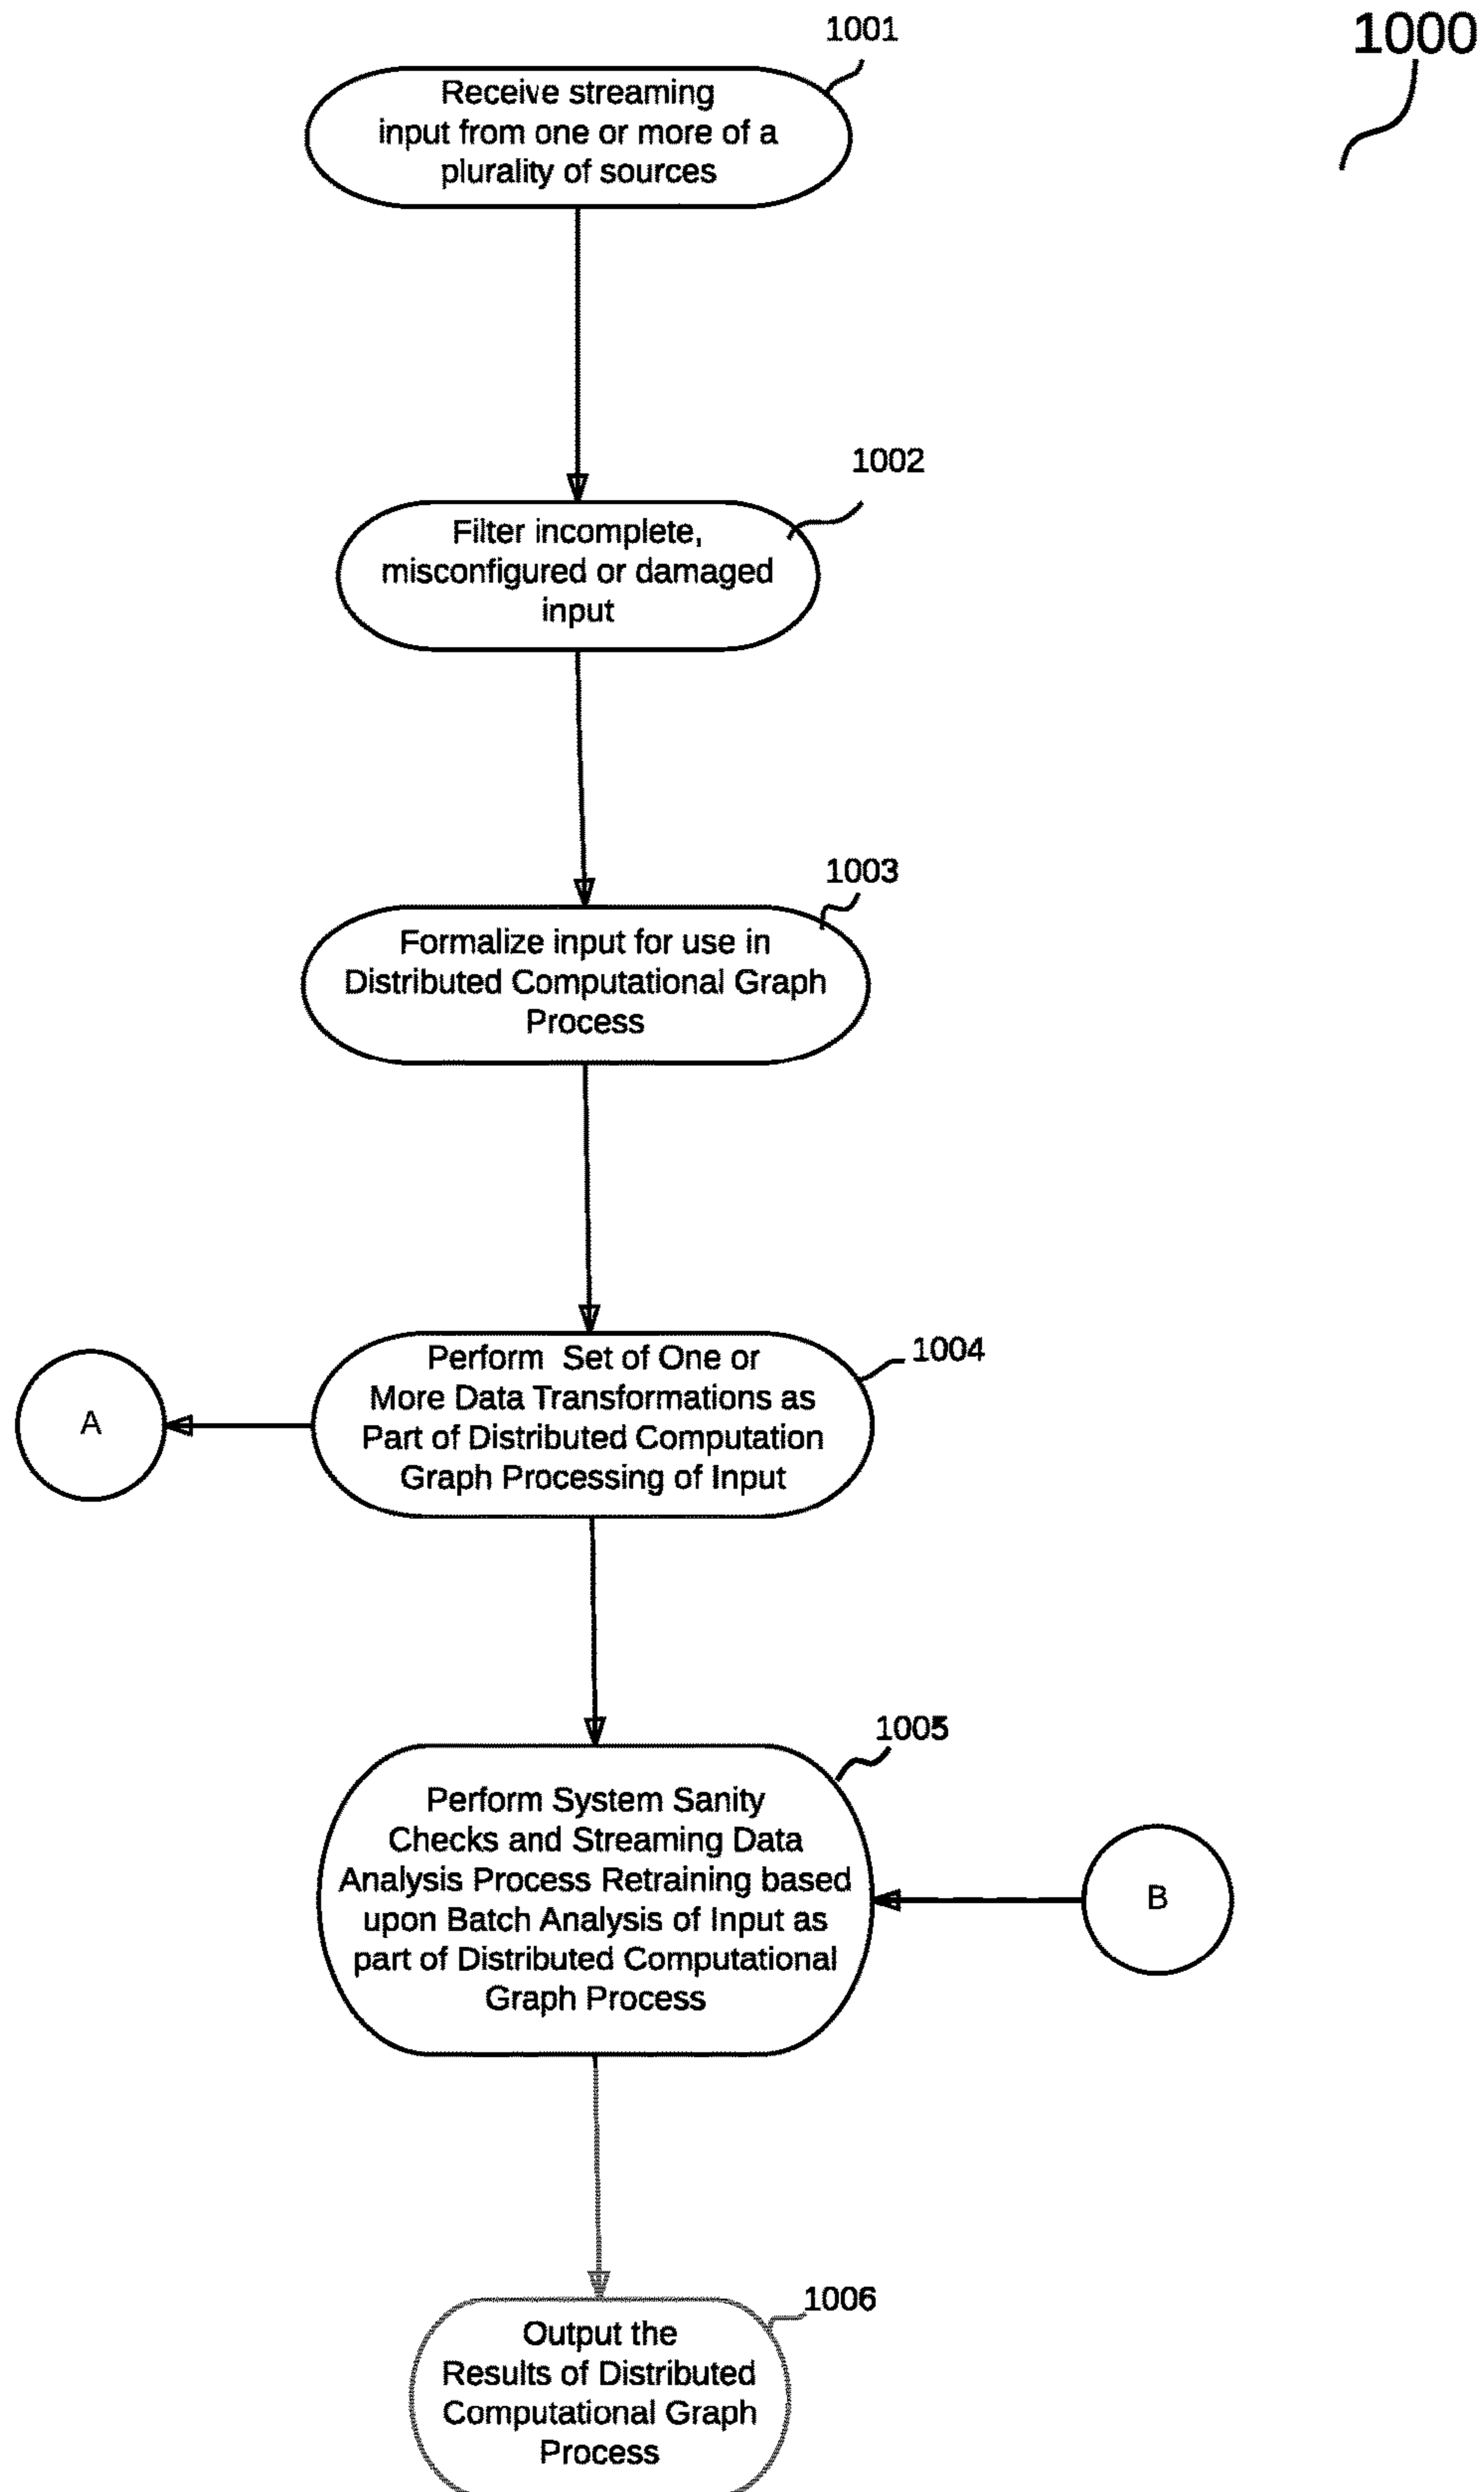 1000
1001
Receive streaming
input from one or more of a
plurality of sources
1002
Filter incomplete,
misconfigured or damaged
input
1003
Formalize input for use in
Distributed Computational Graph
Process
1004
Perform Set of One or
More Data Transformations as
Part of Distributed Computation
Graph Processing of Input
A
1005
Perform System Sanity
Checks and Streaming Data
Analysis Process Retraining based
upon Batch Analysis of Input as
part of Distributed Computational
Graph Process
B
1006
Output the
Results of Distributed
Computational Graph
Process